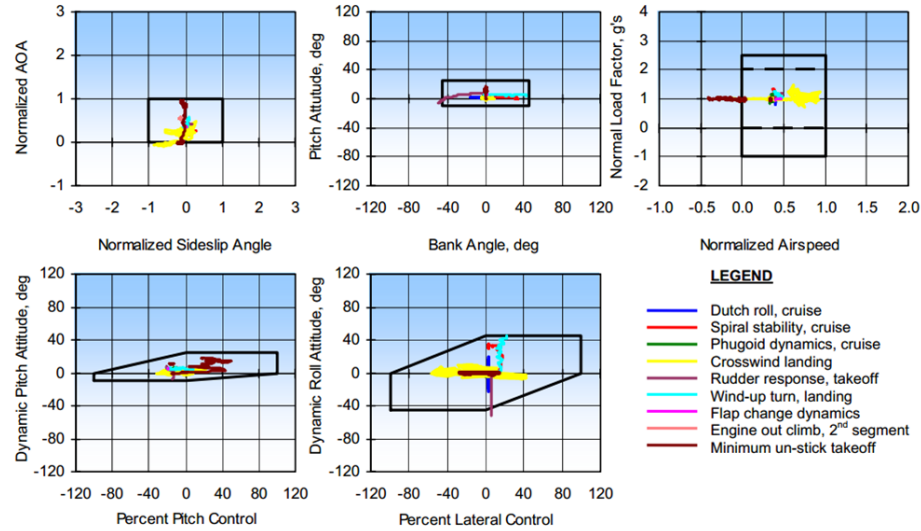 Normalized AOA
4
3
2
1
0
-1
-3 -2 -1 0 1 2 3
Normalized Sideslip Angle
Pitch Attutude, deg
120
80
40
0
-40
-80
-120
-120 -80 -40 0 40 80 120
Bank Angle, deg
Normal Load Factor, g's
4
3
2
1
0
-1
-2
-1.0 -0.5 0.0 0.5 1.0 1.5 2.0
Normalized Airspeed
Dynamic Pitch Attitude, deg
120
80
40
0
-40
-80
-120
-120 -80 -40 0 40 80 120
Percent Pitch Control
Dynamic Roll Attitude, deg
120
80
40
0
-40
-80
-120
-120 -80 -40 0 40 80 120
Percent Lateral Control
LEGEND
Dutch roll, cruise
Spiral stability, cruise
Phugoid dynamics, cruise
Crosswind landing
Rudder response, takeoff
Wind-up turn, landing
Flap change dynamics
Engine out climb, 2nd segment
Minimum un-stick takeoff